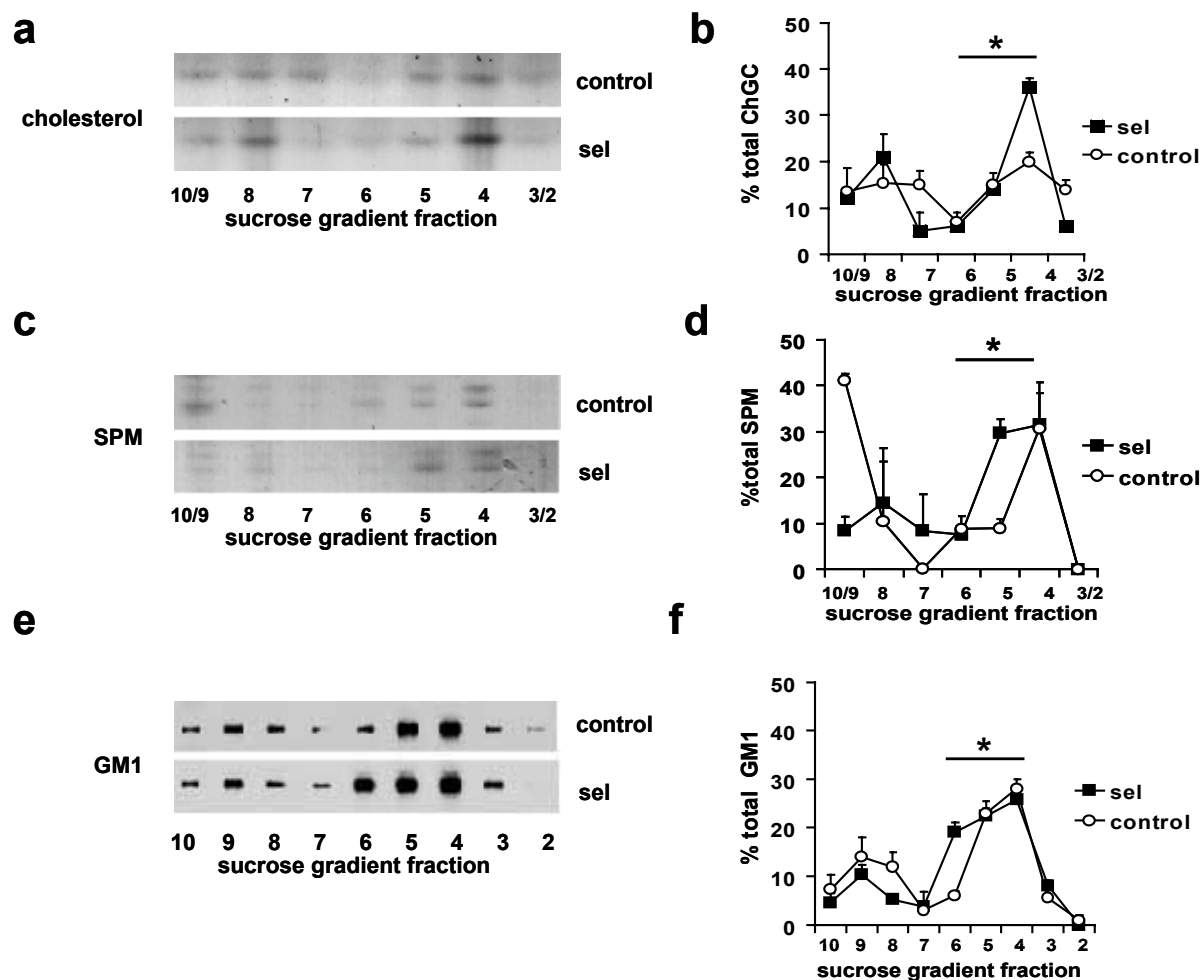 a
cholesterol
control
sel
10/9 8 7 6 5 4 3/2
sucrose gradient fraction
b
*
% total ChGC
50
40
30
20
10
0
sel
control
10/9 8 7 6 5 4 3/2
sucrose gradient fraction
c
SPM
control
sel
10/9 8 7 6 5 4 3/2
sucrose gradient fraction
d
*
%total SPM
50
40
30
20
10
0
sel
control
10/9 8 7 6 5 4 3/2
sucrose gradient fraction
e
GM1
control
sel
10 9 8 7 6 5 4 3 2
sucrose gradient fraction
f
*
% total GM1
50
40
30
20
10
0
sel
control
10 9 8 7 6 5 4 3 2
sucrose gradient fraction